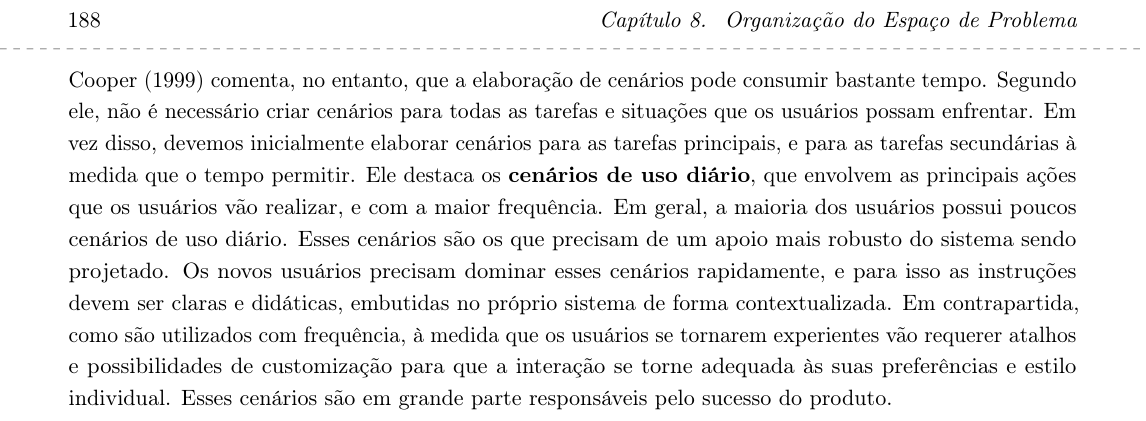 188 Capítulo 8. Organização do Espaço de Problema
Cooper (1999) comenta, no entanto, que a elaboração de cenários pode consumir bastante tempo. Segundo
ele, não é necessário criar cenários para todas as tarefas e situações que os usuários possam enfrentar. Em
vez disso, devemos inicialmente elaborar cenários para as tarefas principais, e para as tarefas secundárias à
medida que o tempo permitir. Ele destaca os cenários de uso diário, que envolvem as principais ações
que os usuários vão realizar, e com a maior frequência. Em geral, a maioria dos usuários possui poucos
cenários de uso diário. Esses cenários são os que precisam de um apoio mais robusto do sistema sendo
projetado. Os novos usuários precisam dominar esses cenários rapidamente, e para isso as instruções
devem ser claras e didáticas, embutidas no próprio sistema de forma contextualizada. Em contrapartida,
como são utilizados com frequência, à medida que os usuários se tornarem experientes vão requerer atalhos
e possibilidades de customização para que a interação se torne adequada às suas preferências e estilo
individual. Esses cenários são em grande parte responsáveis pelo sucesso do produto.